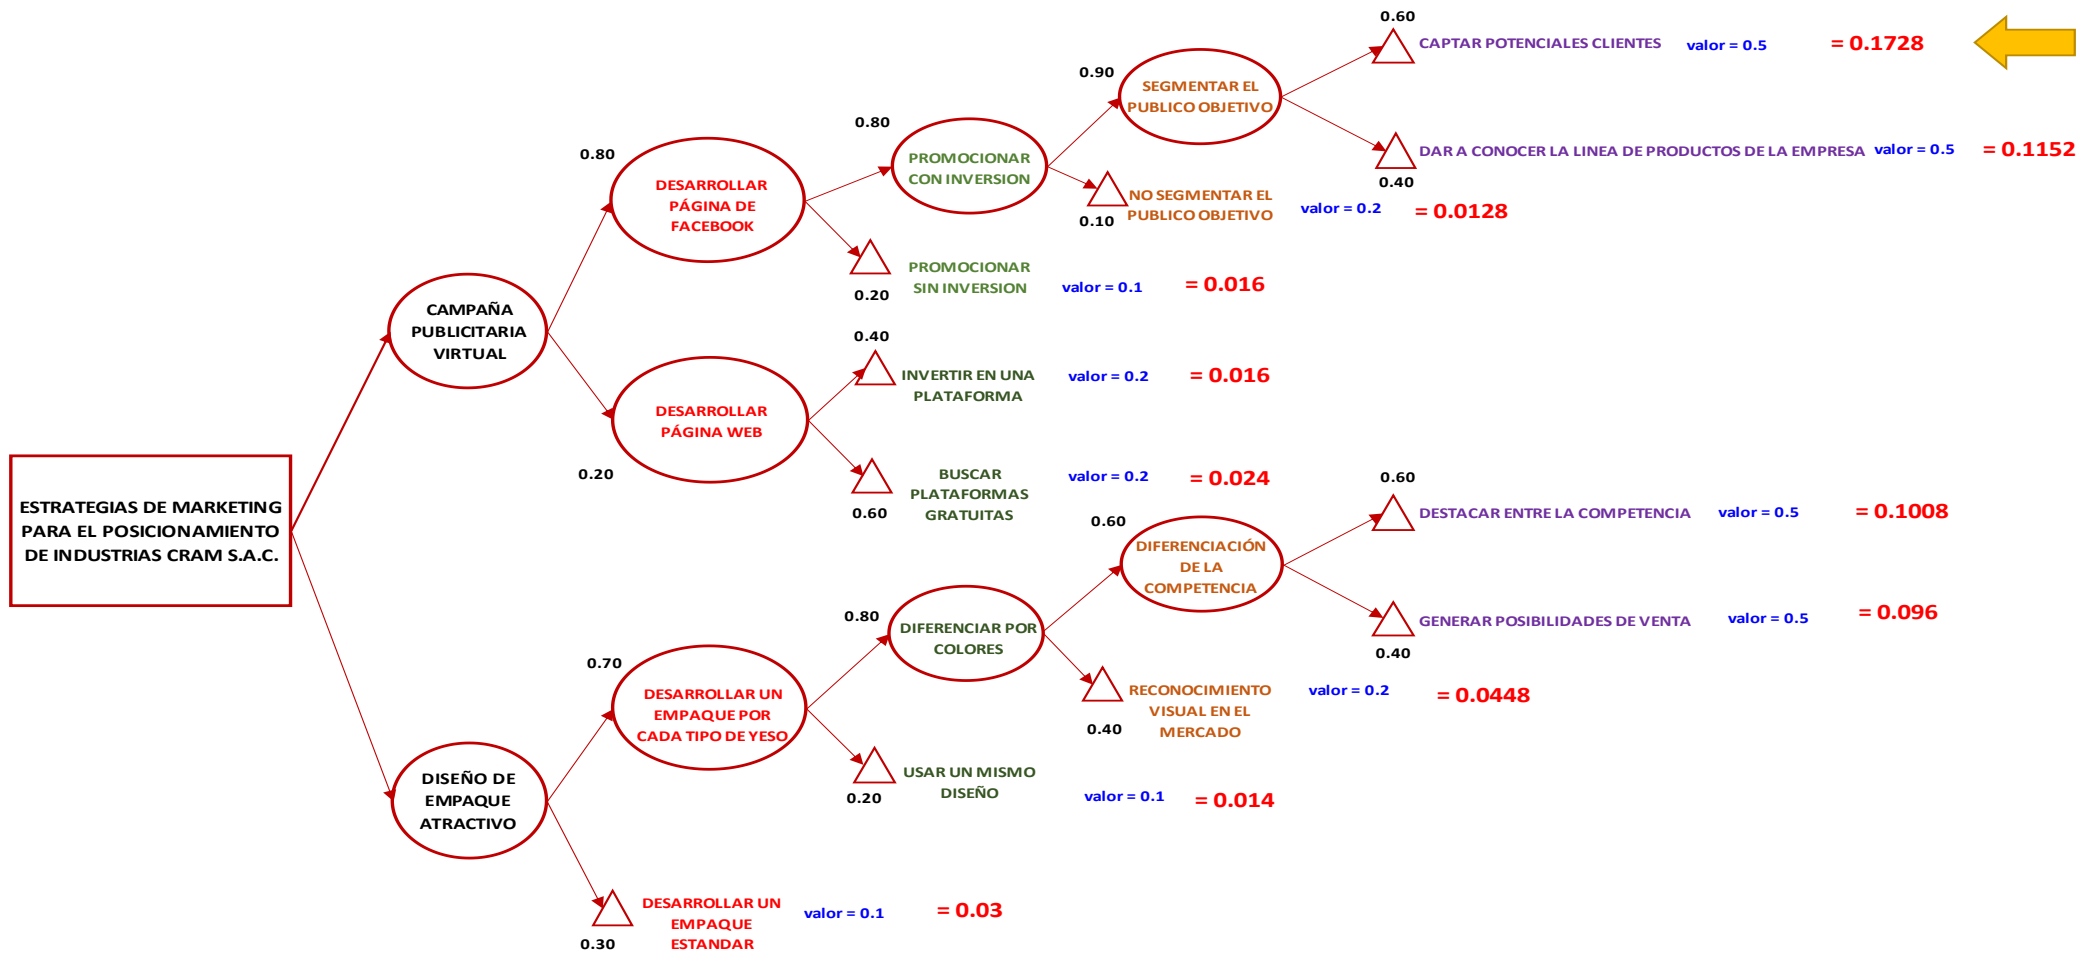 ESTRATEGIAS DE MARKETING
PARA EL POSICIONAMIENTO
DE INDUSTRIAS CRAM S.A.C.
CAMPAÑA
PUBLICITARIA
VIRTUAL
0.80
DESARROLLAR
PÁGINA DE
FACEBOOK
0.80
PROMOCIONAR
CON INVERSION
0.90
SEGMENTAR EL
PUBLICO OBJETIVO
0.60
CAPTAR POTENCIALES CLIENTES valor = 0.5 = 0.1728
DAR A CONOCER LA LINEA DE PRODUCTOS DE LA EMPRESA valor = 0.5 = 0.1152
0.40
NO SEGMENTAR EL
PUBLICO OBJETIVO
valor = 0.2 = 0.0128
0.10
PROMOCIONAR
SIN INVERSION
valor = 0.1 = 0.016
0.20
0.20
DESARROLLAR
PÁGINA WEB
0.40
INVERTIR EN UNA
PLATAFORMA
valor = 0.2 = 0.016
BUSCAR
PLATAFORMAS
GRATUITAS
valor = 0.2 = 0.024
0.60
DISEÑO DE
EMPAQUE
ATRACTIVO
0.70
DESARROLLAR UN
EMPAQUE POR
CADA TIPO DE YESO
0.80
DIFERENCIAR POR
COLORES
0.60
DIFERENCIACIÓN
DE LA
COMPETENCIA
0.60
DESTACAR ENTRE LA COMPETENCIA valor = 0.5 = 0.1008
GENERAR POSIBILIDADES DE VENTA valor = 0.5 = 0.096
0.40
RECONOCIMIENTO
VISUAL EN EL
MERCADO
valor = 0.2 = 0.0448
0.40
USAR UN MISMO
DISEÑO
valor = 0.1 = 0.014
0.20
DESARROLLAR UN
EMPAQUE
ESTANDAR
valor = 0.1 = 0.03
0.30